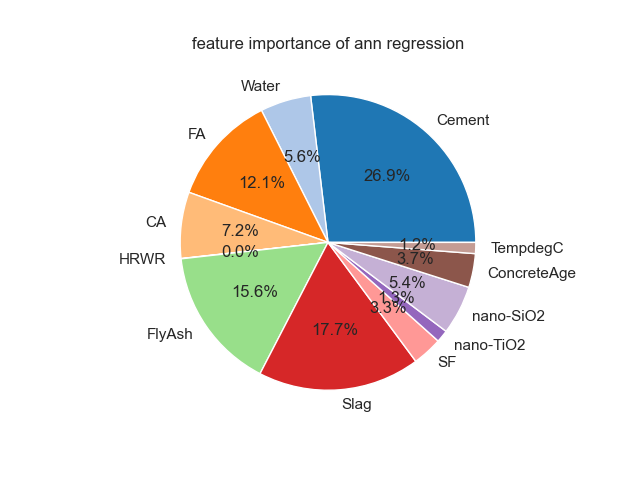 feature importance of ann regression
Water
Cement
FA
5.6%
26.9%
12.1%
CA
7.2%
1.2%
TempdegC
HRWR
0.0%
3.7%
ConcreteAge
15.6%
5.4%
1.3%
nano-SiO2
3.3%
FlyAsh
17.7%
nano-TiO2
SF
Slag